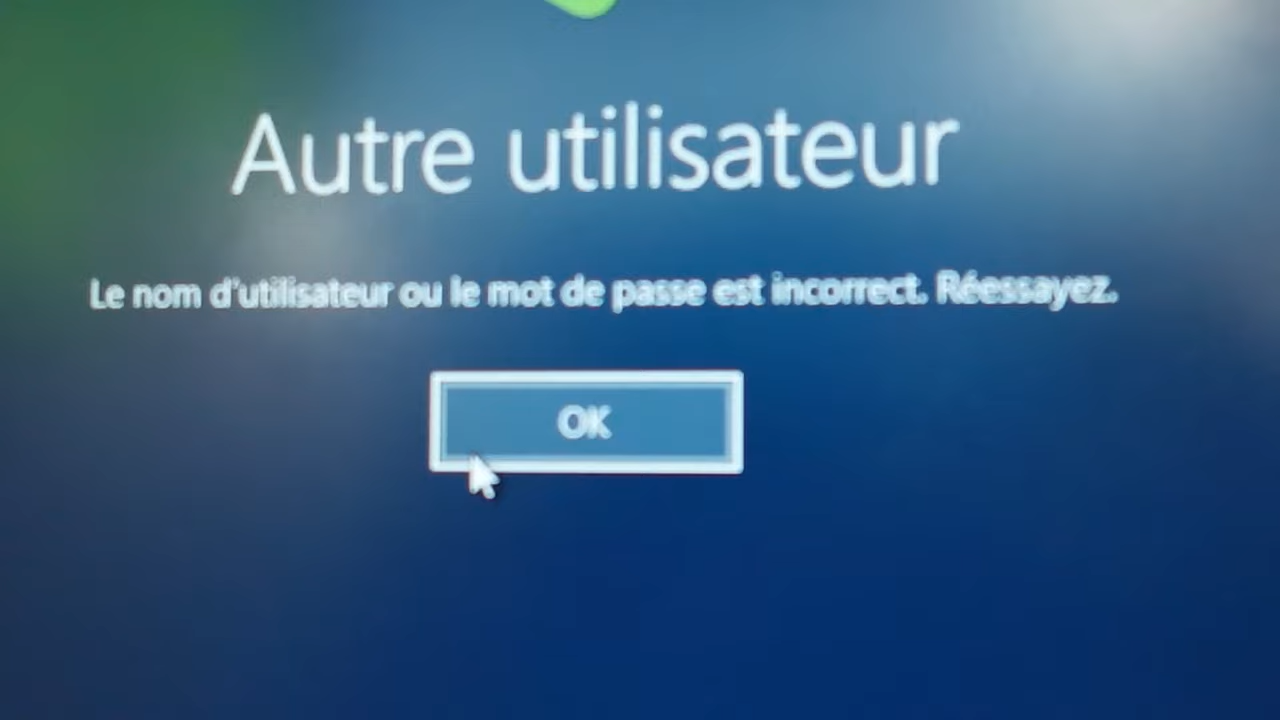 Autre utilisateur
Le nom d'utilisateur ou le mot de passe est incorrect. Réessayez.
OK